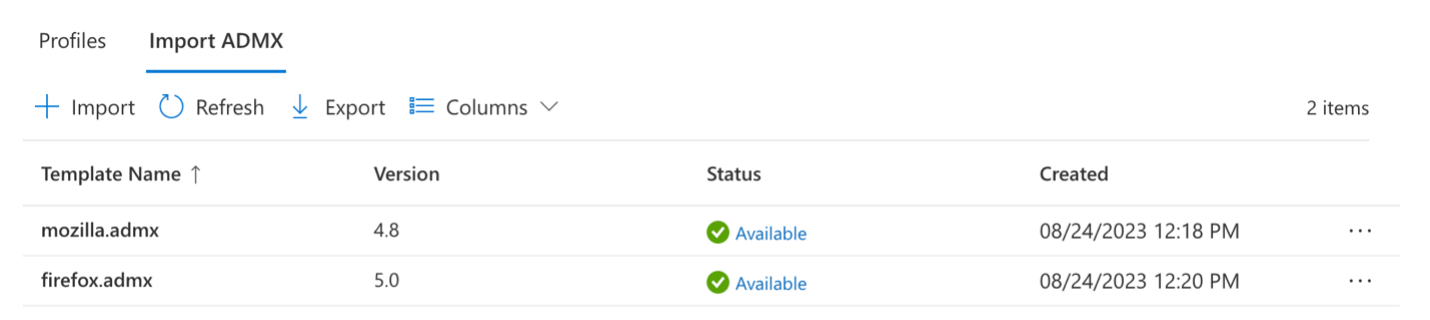 Profiles Import ADMX
Import Refresh Export Columns 2 items
Template Name ↑ Version Status Created
mozilla.admx 4.8 Available 08/24/2023 12:18 PM ...
firefox.admx 5.0 Available 08/24/2023 12:20 PM ...